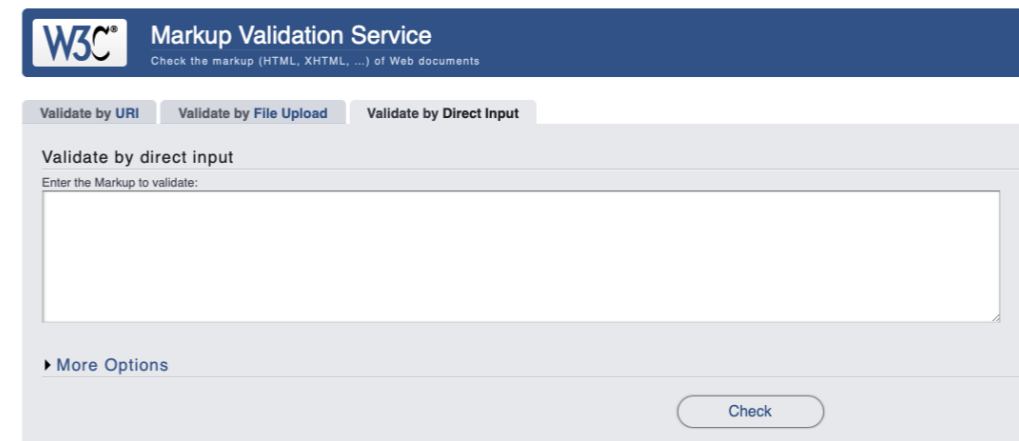 W3C® Markup Validation Service
Check the markup (HTML, XHTML, ...) of Web documents
Validate by URI Validate by File Upload Validate by Direct Input
Validate by direct input
Enter the Markup to validate:
More Options
Check